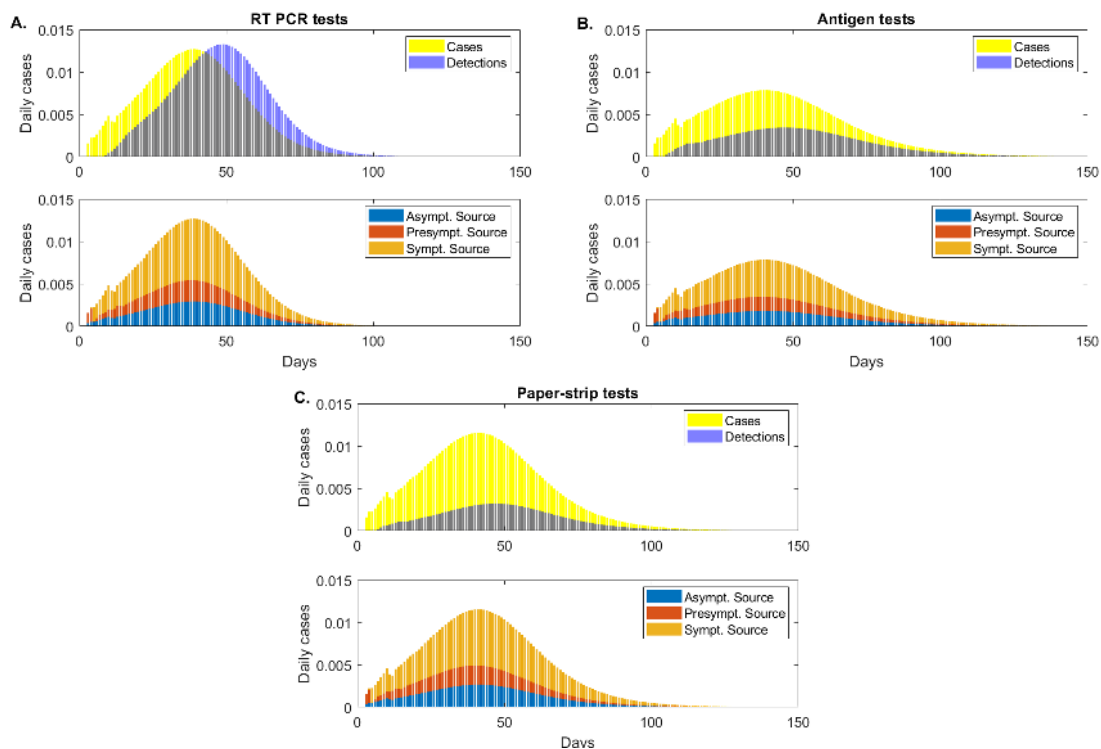 A.
RT PCR tests
0.015
0.01
0.005
0
Daily cases
Cases
Detections
0 50 100 150
0.015
0.01
0.005
0
Daily cases
Asympt. Source
Presympt. Source
Sympt. Source
0 50 100 150
Days
B.
Antigen tests
0.015
0.01
0.005
0
Daily cases
Cases
Detections
0 50 100 150
0.015
0.01
0.005
0
Daily cases
Asympt. Source
Presympt. Source
Sympt. Source
0 50 100 150
Days
C.
Paper-strip tests
0.015
0.01
0.005
0
Daily cases
Cases
Detections
0 50 100 150
0.015
0.01
0.005
0
Daily cases
Asympt. Source
Presympt. Source
Sympt. Source
0 50 100 150
Days